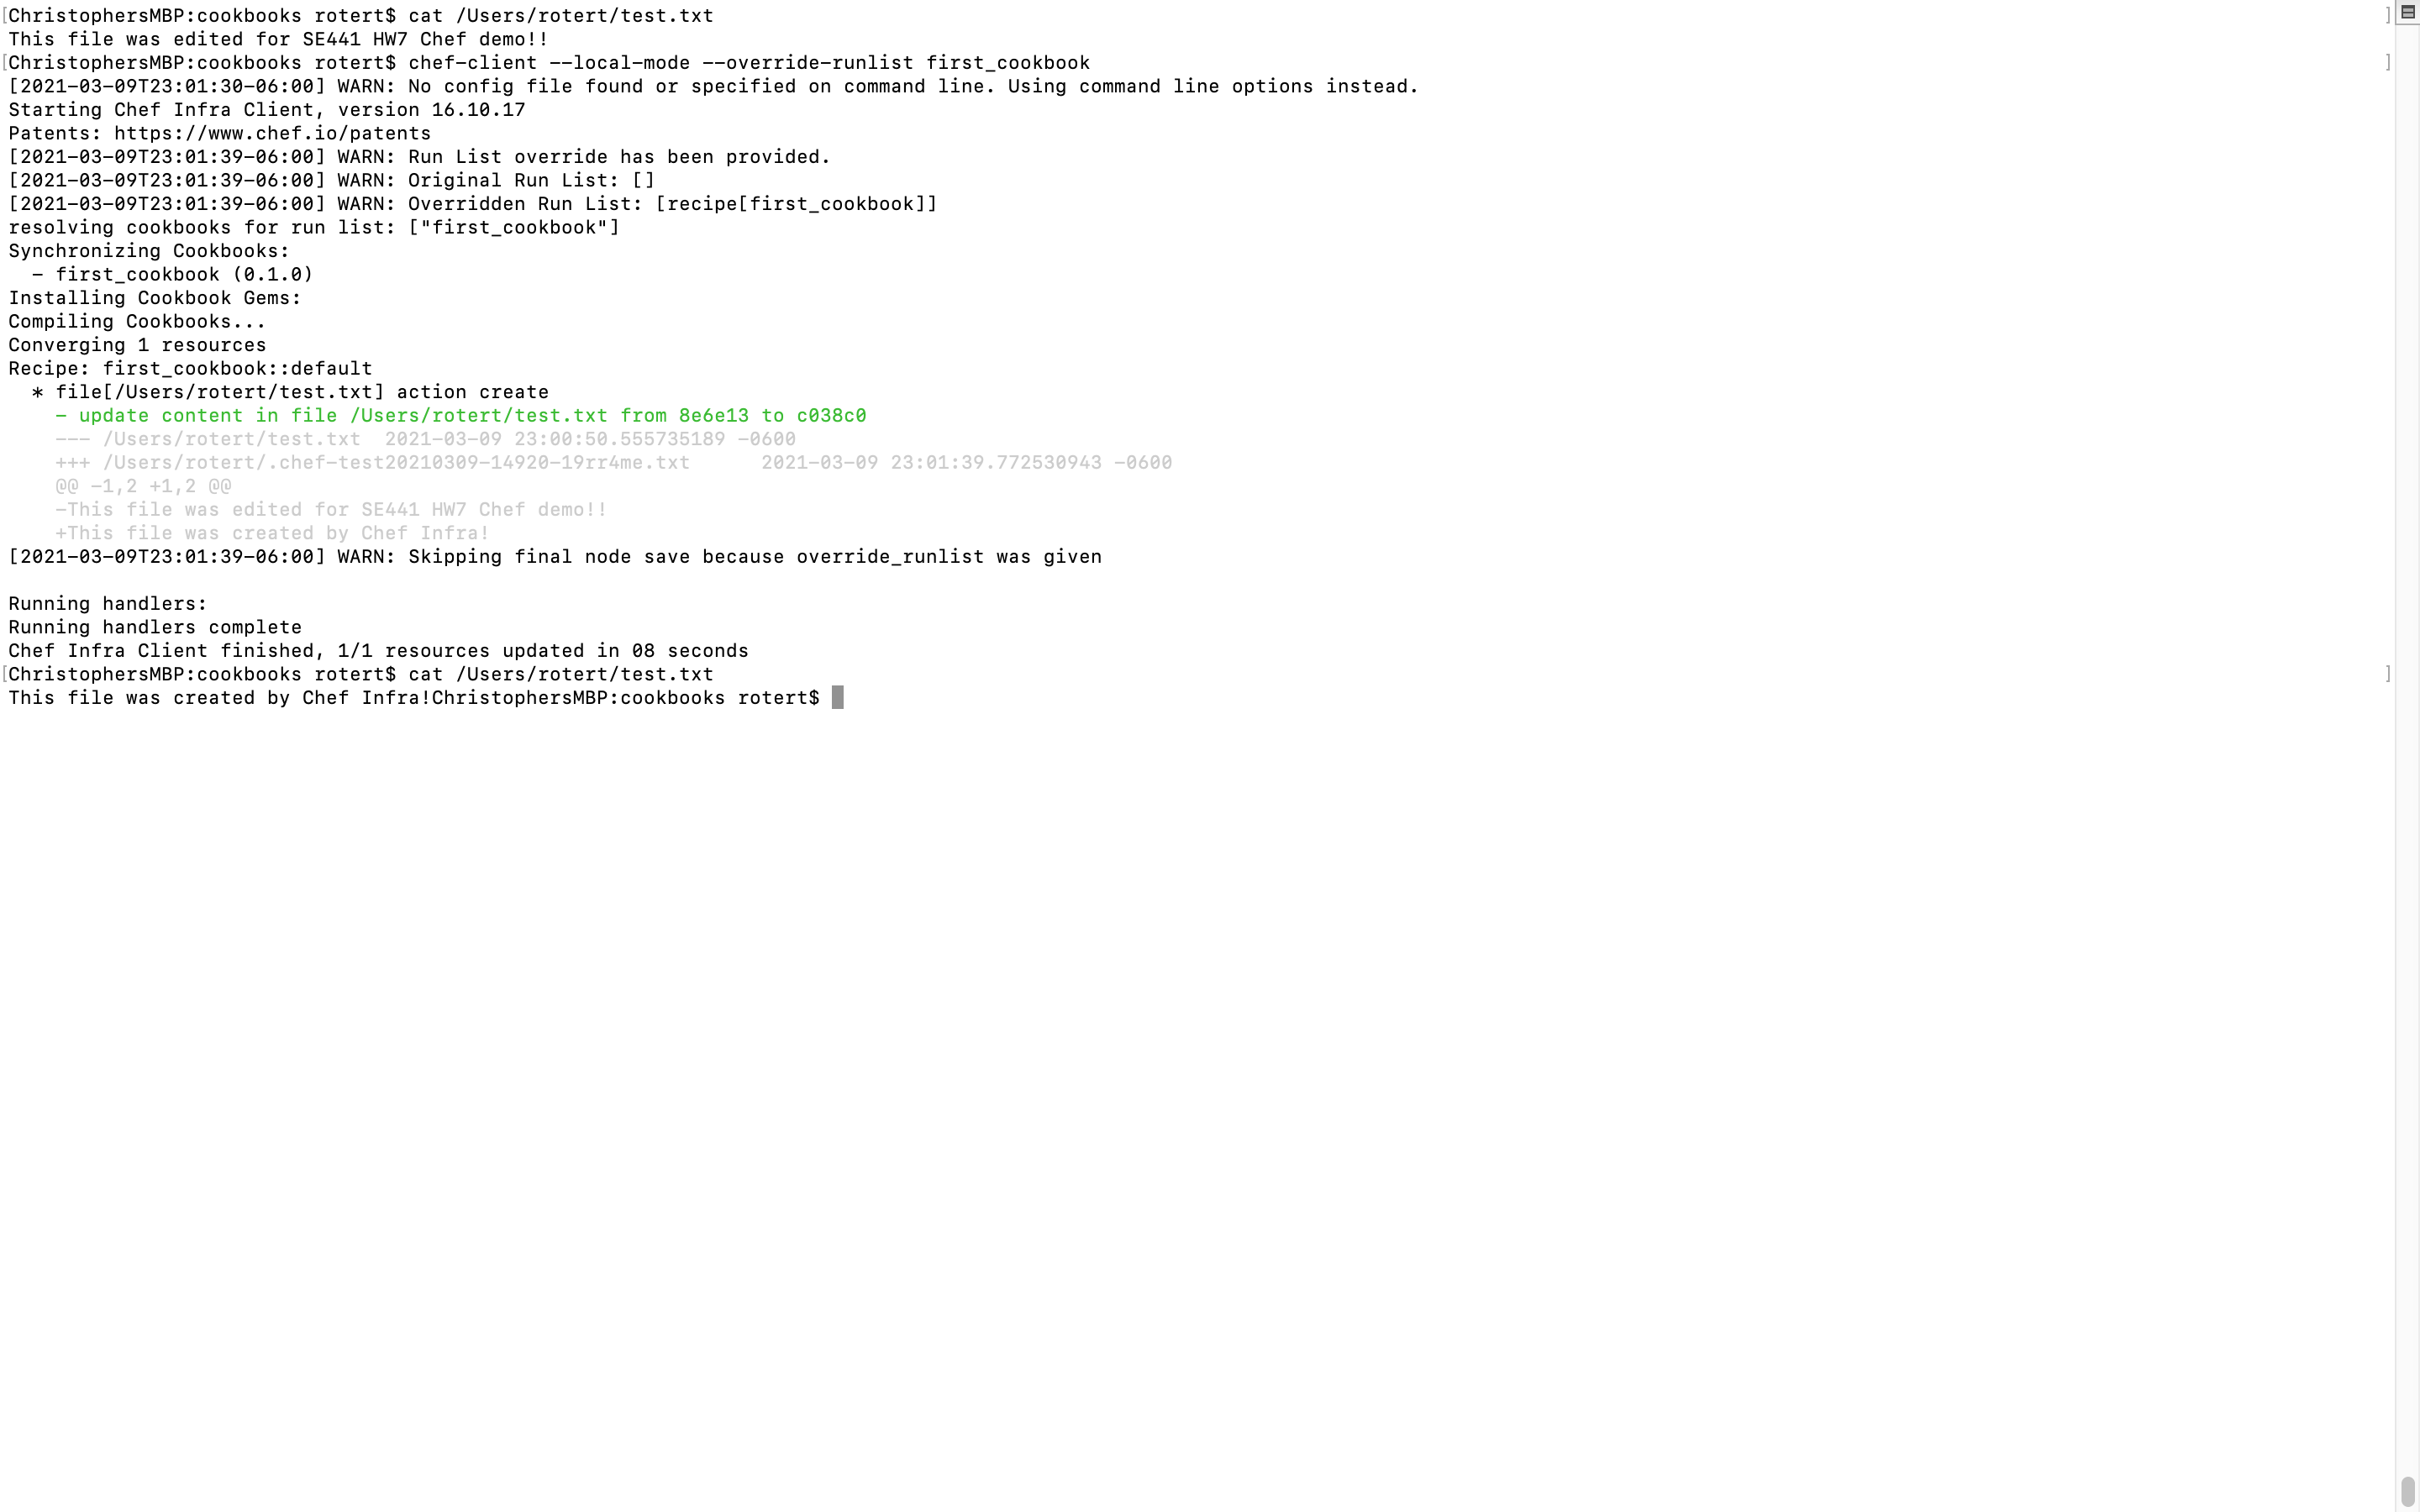 [ChristophersMBP:cookbooks rotert$ cat /Users/rotert/test.txt ]
This file was edited for SE441 HW7 Chef demo!!
[ChristophersMBP:cookbooks rotert$ chef-client --local-mode --override-runlist first_cookbook ]
[2021-03-09T23:01:30-06:00] WARN: No config file found or specified on command line. Using command line options instead.
Starting Chef Infra Client, version 16.10.17
Patents: https://www.chef.io/patents
[2021-03-09T23:01:39-06:00] WARN: Run List override has been provided.
[2021-03-09T23:01:39-06:00] WARN: Original Run List: []
[2021-03-09T23:01:39-06:00] WARN: Overridden Run List: [recipe[first_cookbook]]
resolving cookbooks for run list: ["first_cookbook"]
Synchronizing Cookbooks:
  - first_cookbook (0.1.0)
Installing Cookbook Gems:
Compiling Cookbooks...
Converging 1 resources
Recipe: first_cookbook::default
  * file[/Users/rotert/test.txt] action create
    - update content in file /Users/rotert/test.txt from 8e6e13 to c038c0
    --- /Users/rotert/test.txt  2021-03-09 23:00:50.555735189 -0600
    +++ /Users/rotert/.chef-test20210309-14920-19rr4me.txt      2021-03-09 23:01:39.772530943 -0600
    @@ -1,2 +1,2 @@
    -This file was edited for SE441 HW7 Chef demo!!
    +This file was created by Chef Infra!
[2021-03-09T23:01:39-06:00] WARN: Skipping final node save because override_runlist was given
Running handlers:
Running handlers complete
Chef Infra Client finished, 1/1 resources updated in 08 seconds
[ChristophersMBP:cookbooks rotert$ cat /Users/rotert/test.txt ]
This file was created by Chef Infra!ChristophersMBP:cookbooks rotert$